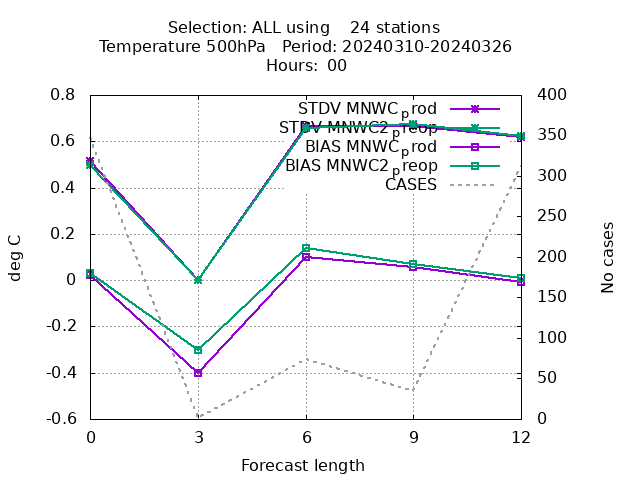 Selection: ALL using 24 stations
Temperature 500hPa Period: 20240310-20240326
Hours: 00
0.8
0.6
0.4
0.2
0
-0.2
-0.4
-0.6
400
350
300
250
200
150
100
50
0
STDV MNWC_prod
STDV MNWC2_preop
BIAS MNWC_prod
BIAS MNWC2_preop
CASES
deg C
No cases
0 3 6 9 12
Forecast length